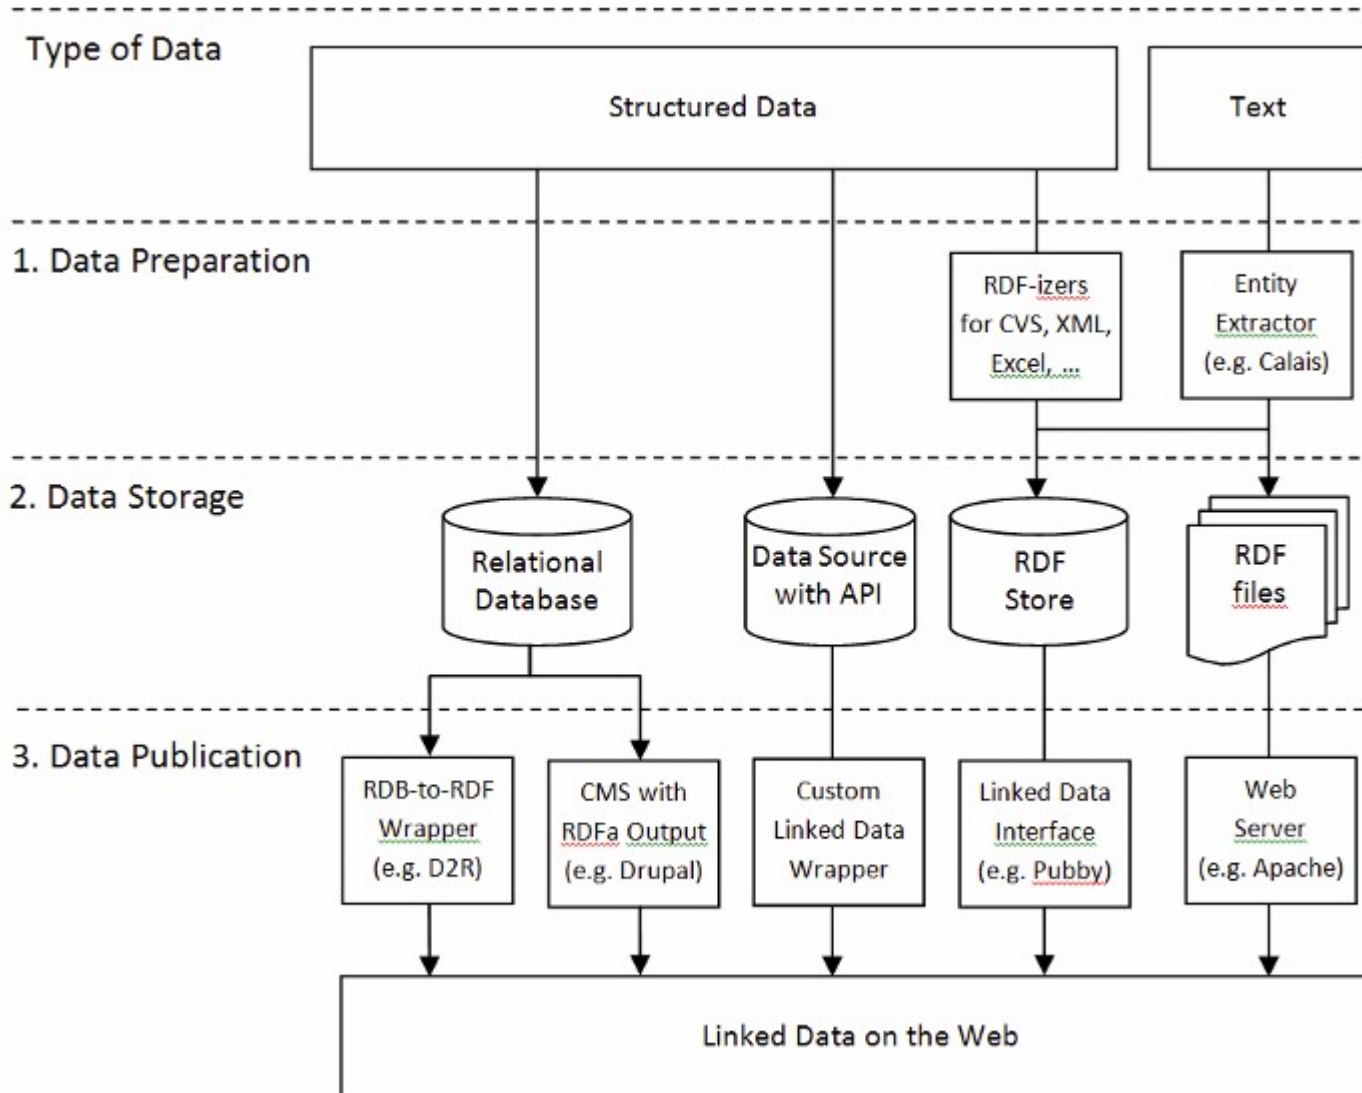 Type of Data
Structured Data
Text
1. Data Preparation
RDF-izers
for CVS, XML,
Excel, ...
Entity
Extractor
(e.g. Calais)
2. Data Storage
Relational
Database
Data Source
with API
RDF
Store
RDF
files
3. Data Publication
RDB-to-RDF
Wrapper
(e.g. D2R)
CMS with
RDFa Output
(e.g. Drupal)
Custom
Linked Data
Wrapper
Linked Data
Interface
(e.g. Pubby)
Web
Server
(e.g. Apache)
Linked Data on the Web